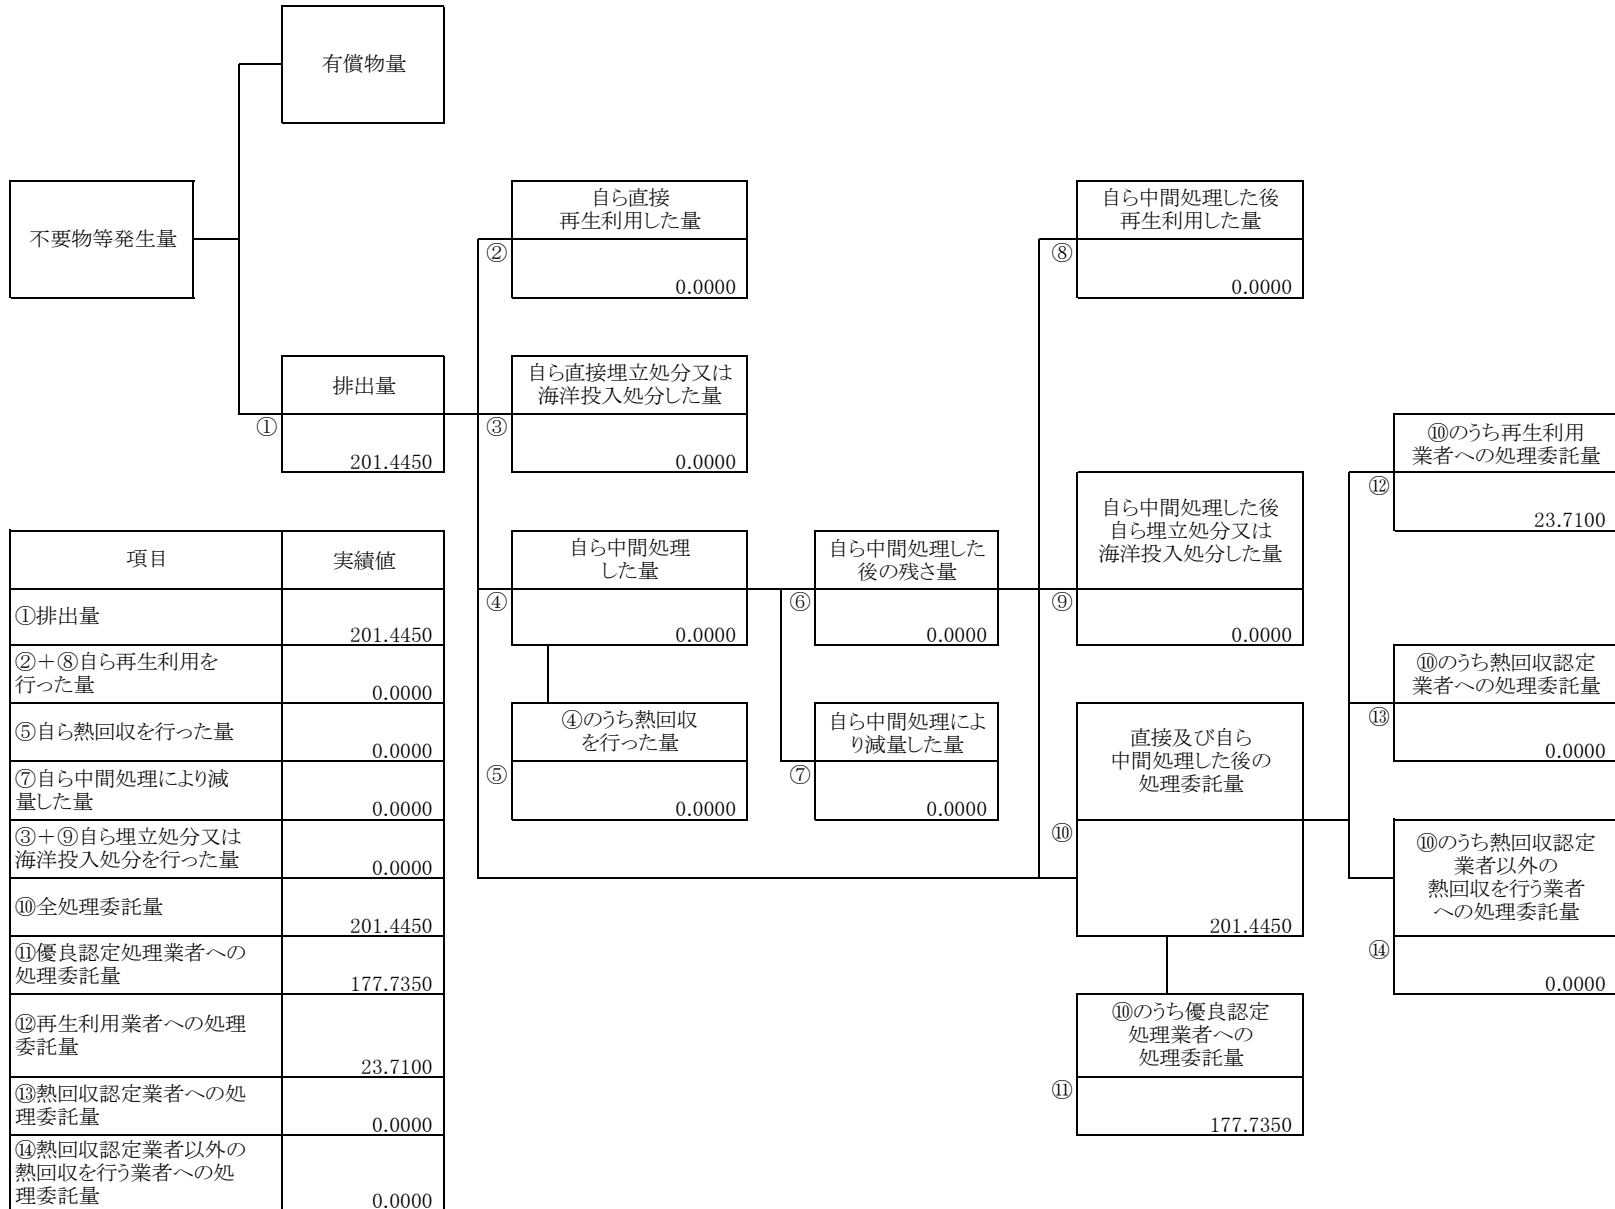 有償物量
不要物等発生量
自ら直接
再生利用した量
②
0.0000
自ら中間処理した後
再生利用した量
⑧
0.0000
排出量
①
201.4450
自ら直接埋立処分又は
海洋投入処分した量
③
0.0000
⑩のうち再生利用
業者への処理委託量
⑫
23.7100
自ら中間処理した後
自ら埋立処分又は
海洋投入処分した量
⑨
0.0000
自ら中間処理
した量
④
0.0000
自ら中間処理した
後の残さ量
⑥
0.0000
⑩のうち熱回収認定
業者への処理委託量
⑬
0.0000
④のうち熱回収
を行った量
⑤
0.0000
自ら中間処理によ
り減量した量
⑦
0.0000
直接及び自ら
中間処理した後の
処理委託量
⑩
201.4450
⑩のうち熱回収認定
業者以外の
熱回収を行う業者
への処理委託量
⑭
0.0000
⑩のうち優良認定
処理業者への
処理委託量
⑪
177.7350
項目 実績値
①排出量
201.4450
②＋⑧自ら再生利用を
行った量 0.0000
⑤自ら熱回収を行った量
0.0000
⑦自ら中間処理により減
量した量 0.0000
③＋⑨自ら埋立処分又は
海洋投入処分を行った量 0.0000
⑩全処理委託量
201.4450
⑪優良認定処理業者への
処理委託量 177.7350
⑫再生利用業者への処理
委託量
23.7100
⑬熱回収認定業者への処
理委託量 0.0000
⑭熱回収認定業者以外の
熱回収を行う業者への処
理委託量 0.0000